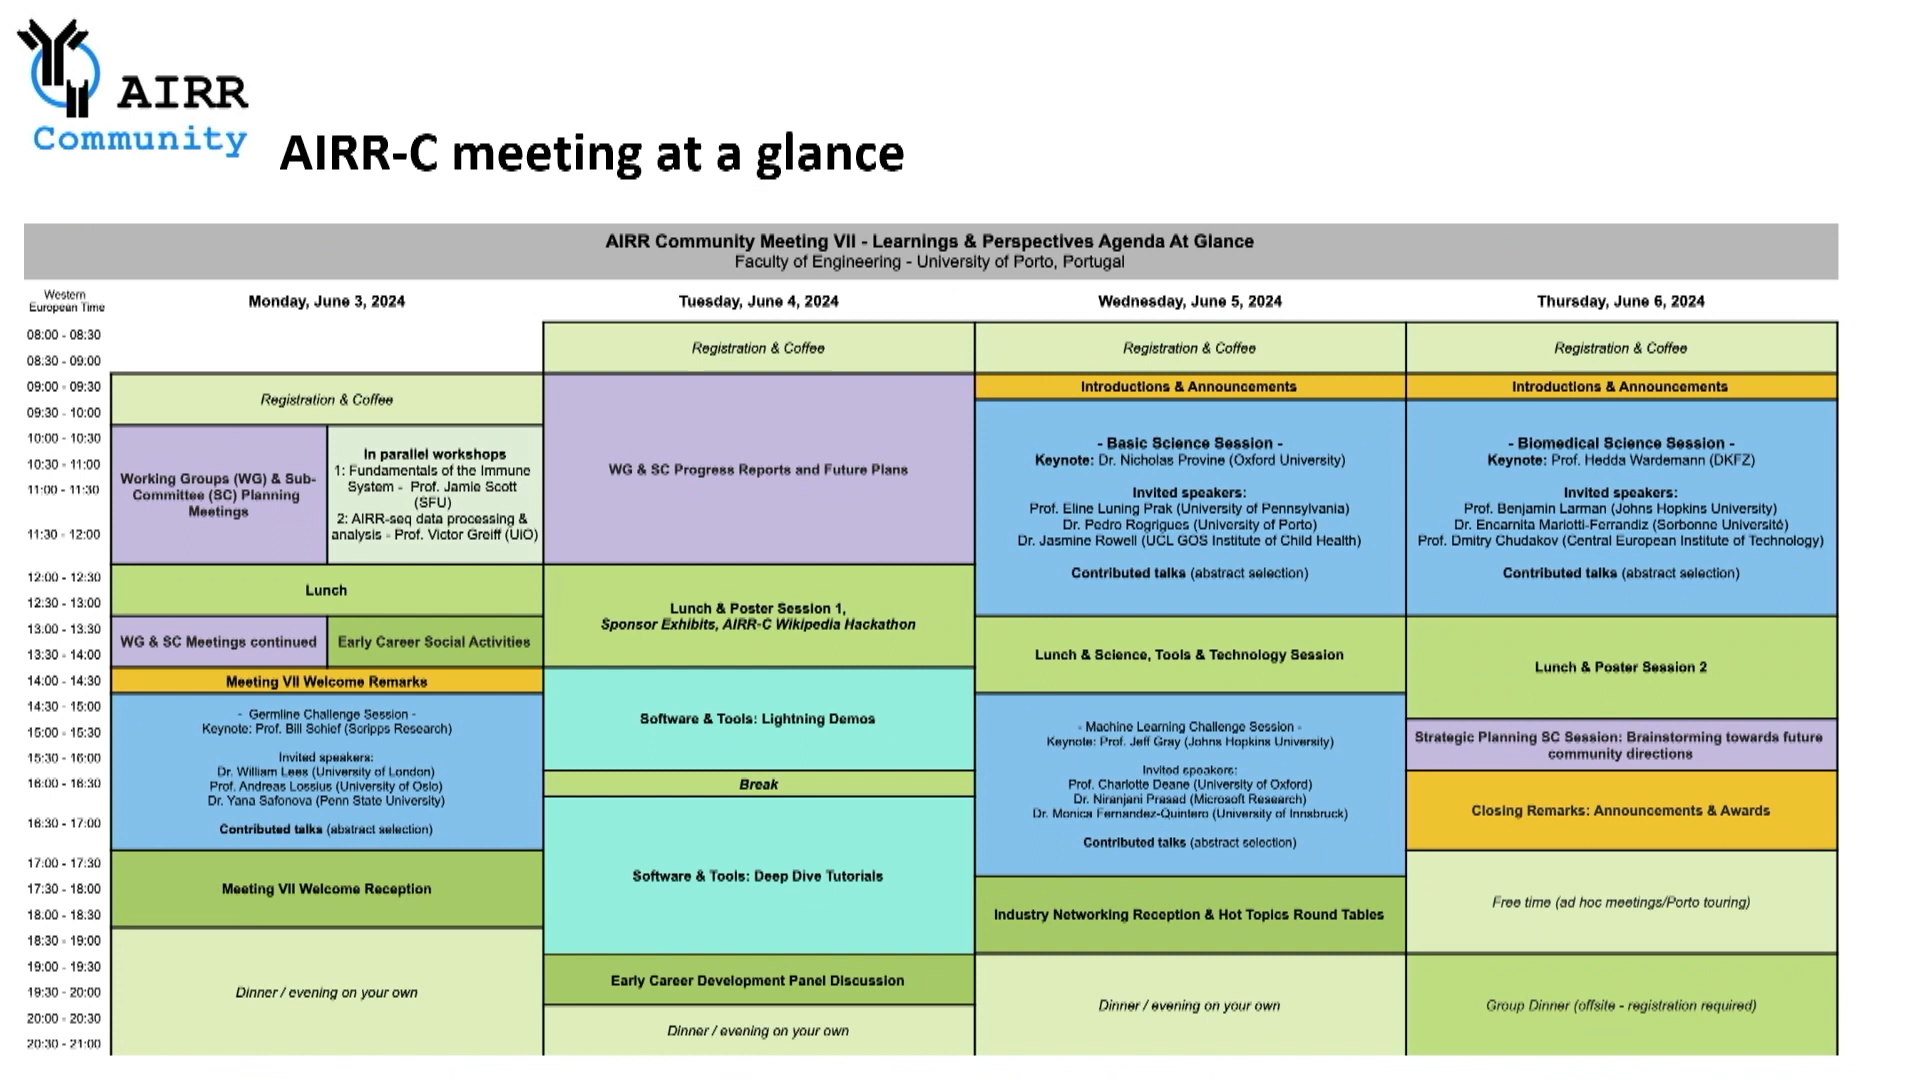 AIRR
Community
AIRR-C meeting at a glance
AIRR Community Meeting VII - Learnings & Perspectives Agenda At Glance
Faculty of Engineering - University of Porto, Portugal
Western
European Time
Monday, June 3, 2024
Tuesday, June 4, 2024
Wednesday, June 5, 2024
Thursday, June 6, 2024
08:00 - 08:30
08:30 - 09:00
09:00 - 09:30
09:30 - 10:00
10:00 - 10:30
10:30 - 11:00
11:00 - 11:30
11:30 - 12:00
12:00 - 12:30
12:30 - 13:00
13:00 - 13:30
13:30 - 14:00
14:00 - 14:30
14:30 - 15:00
15:00 - 15:30
15:30 - 16:00
16:00 - 16:30
16:30 - 17:00
17:00 - 17:30
17:30 - 18:00
18:00 - 18:30
18:30 - 19:00
19:00 - 19:30
19:30 - 20:00
20:00 - 20:30
20:30 - 21:00
Registration & Coffee
Working Groups (WG) & Sub-
Committee (SC) Planning
Meetings
In parallel workshops
1: Fundamentals of the Immune
System - Prof. Jamie Scott
(SFU)
2: AIRR-seq data processing &
analysis - Prof. Victor Greiff (UiO)
Lunch
WG & SC Meetings continued
Early Career Social Activities
Meeting VII Welcome Remarks
- Germline Challenge Session -
Keynote: Prof. Bill Schief (Scripps Research)
Invited speakers:
Dr. William Lees (University of London)
Prof. Andreas Lossius (University of Oslo)
Dr. Yana Safonova (Penn State University)
Contributed talks (abstract selection)
Meeting VII Welcome Reception
Dinner / evening on your own
Registration & Coffee
WG & SC Progress Reports and Future Plans
Lunch & Poster Session 1,
Sponsor Exhibits, AIRR-C Wikipedia Hackathon
Software & Tools: Lightning Demos
Break
Software & Tools: Deep Dive Tutorials
Early Career Development Panel Discussion
Dinner / evening on your own
Registration & Coffee
Introductions & Announcements
- Basic Science Session -
Keynote: Dr. Nicholas Provine (Oxford University)
Invited speakers:
Prof. Eline Luning Prak (University of Pennsylvania)
Dr. Pedro Rogrigues (University of Porto)
Dr. Jasmine Rowell (UCL GOS Institute of Child Health)
Contributed talks (abstract selection)
Lunch & Science, Tools & Technology Session
- Machine Learning Challenge Session -
Keynote: Prof. Jeff Gray (Johns Hopkins University)
Invited speakers:
Prof. Charlotte Deane (University of Oxford)
Dr. Niranjani Prasad (Microsoft Research)
Dr. Monica Fernandez-Quintero (University of Innsbruck)
Contributed talks (abstract selection)
Industry Networking Reception & Hot Topics Round Tables
Dinner / evening on your own
Registration & Coffee
Introductions & Announcements
- Biomedical Science Session -
Keynote: Prof. Hedda Wardemann (DKFZ)
Invited speakers:
Prof. Benjamin Larman (Johns Hopkins University)
Dr. Encarnita Mariotti-Ferrandiz (Sorbonne Université)
Prof. Dmitry Chudakov (Central European Institute of Technology)
Contributed talks (abstract selection)
Lunch & Poster Session 2
Strategic Planning SC Session: Brainstorming towards future
community directions
Closing Remarks: Announcements & Awards
Free time (ad hoc meetings/Porto touring)
Group Dinner (offsite - registration required)